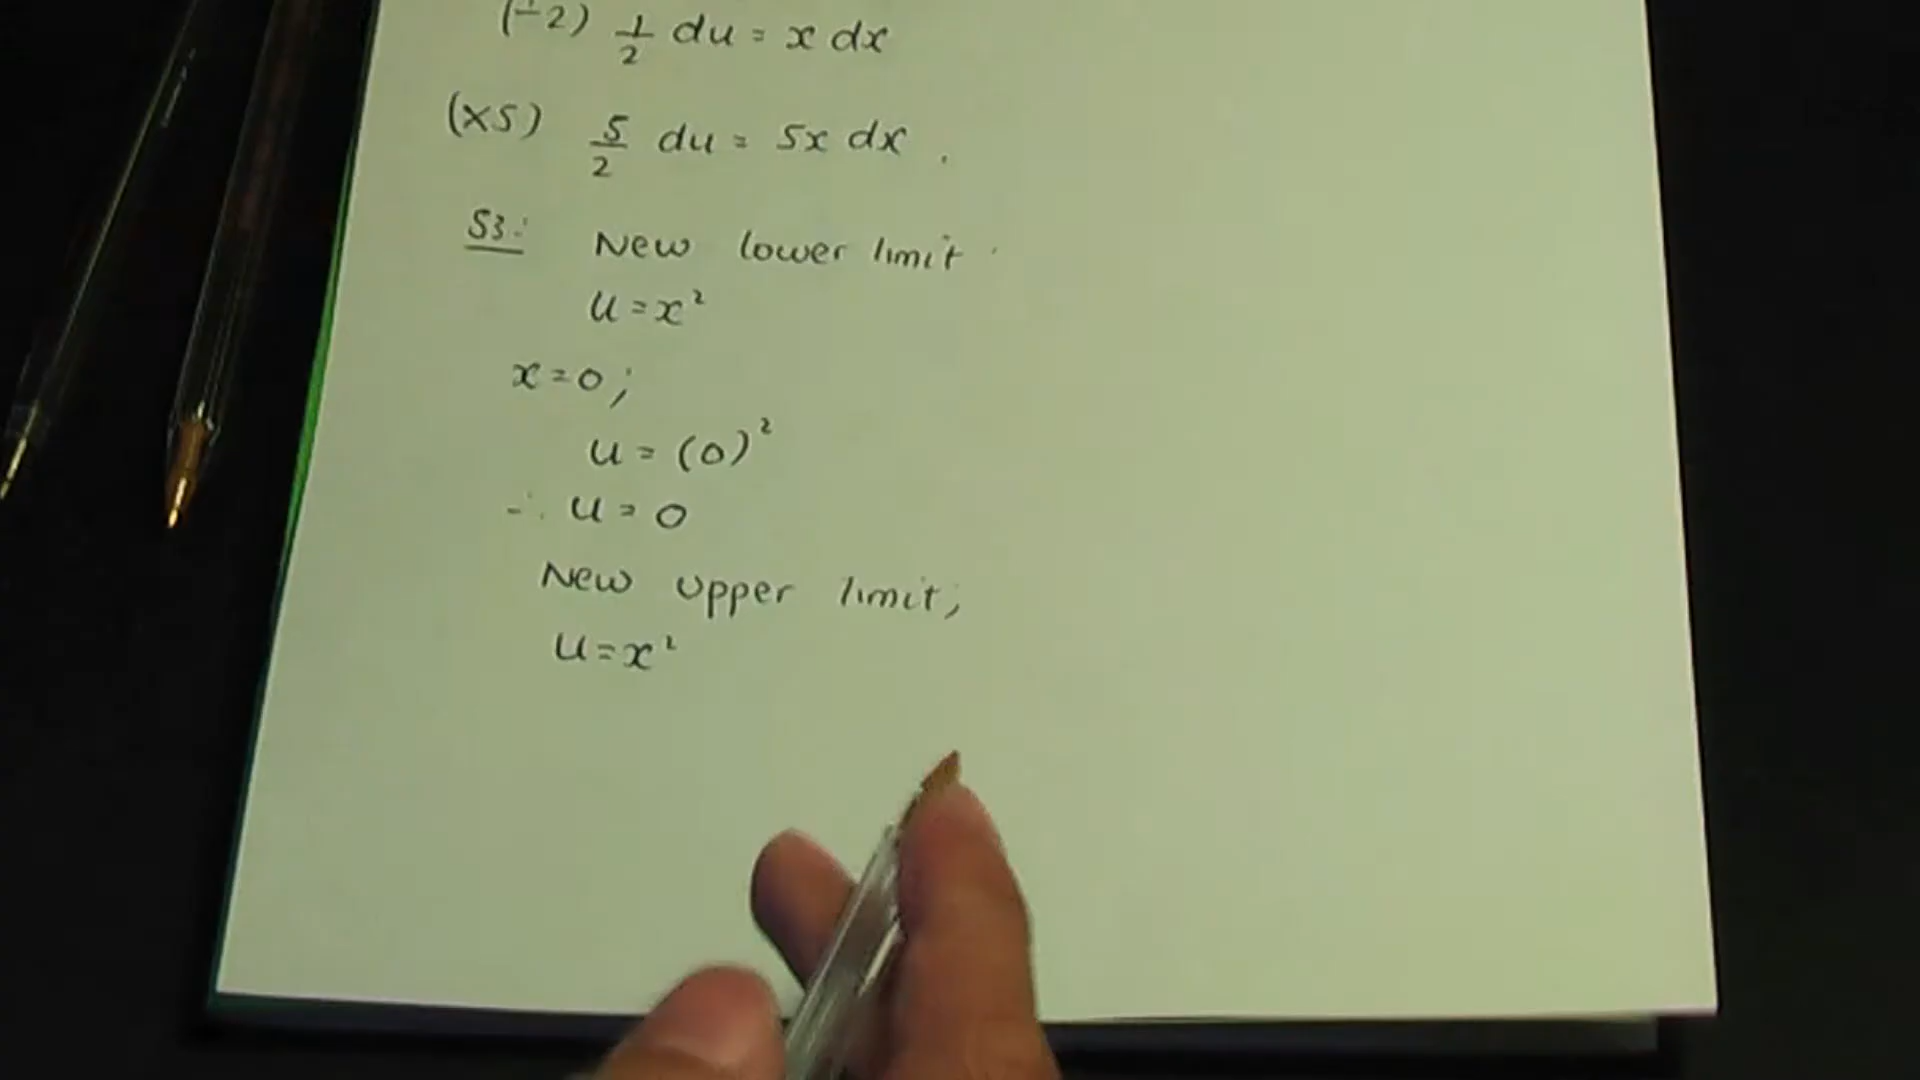 (÷2) 1/2 du = x dx
(×5) 5/2 du = 5x dx.
S3:- New lower limit
u = x²
x = 0;
u = (0)²
∴ u = 0
New upper limit,
u = x²